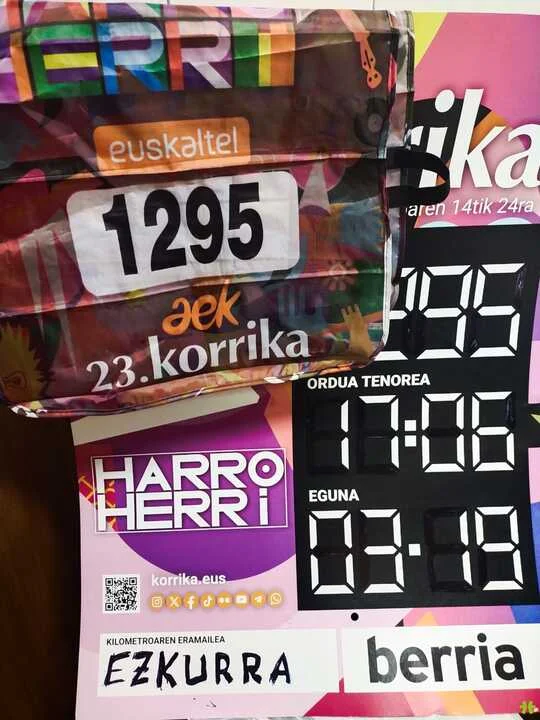 ERRI
euskaltel
1295
aek
23.korrika
rika
aren 14tik 24ra
295
ORDUA TENOREA
17:06
EGUNA
03-19
HARRO
HERRi
korrika.eus
KILOMETROAREN ERAMAILEA
EZKURRA
berria